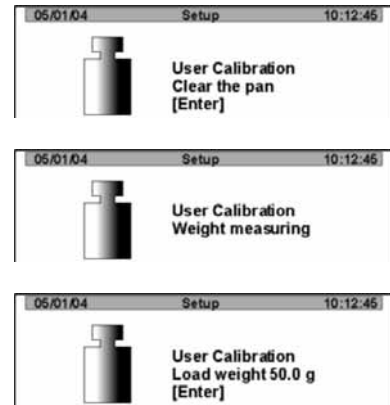 05/01/04 Setup 10:12:45
User Calibration
Clear the pan
[Enter]
05/01/04 Setup 10:12:45
User Calibration
Weight measuring
05/01/04 Setup 10:12:45
User Calibration
Load weight 50.0 g
[Enter]